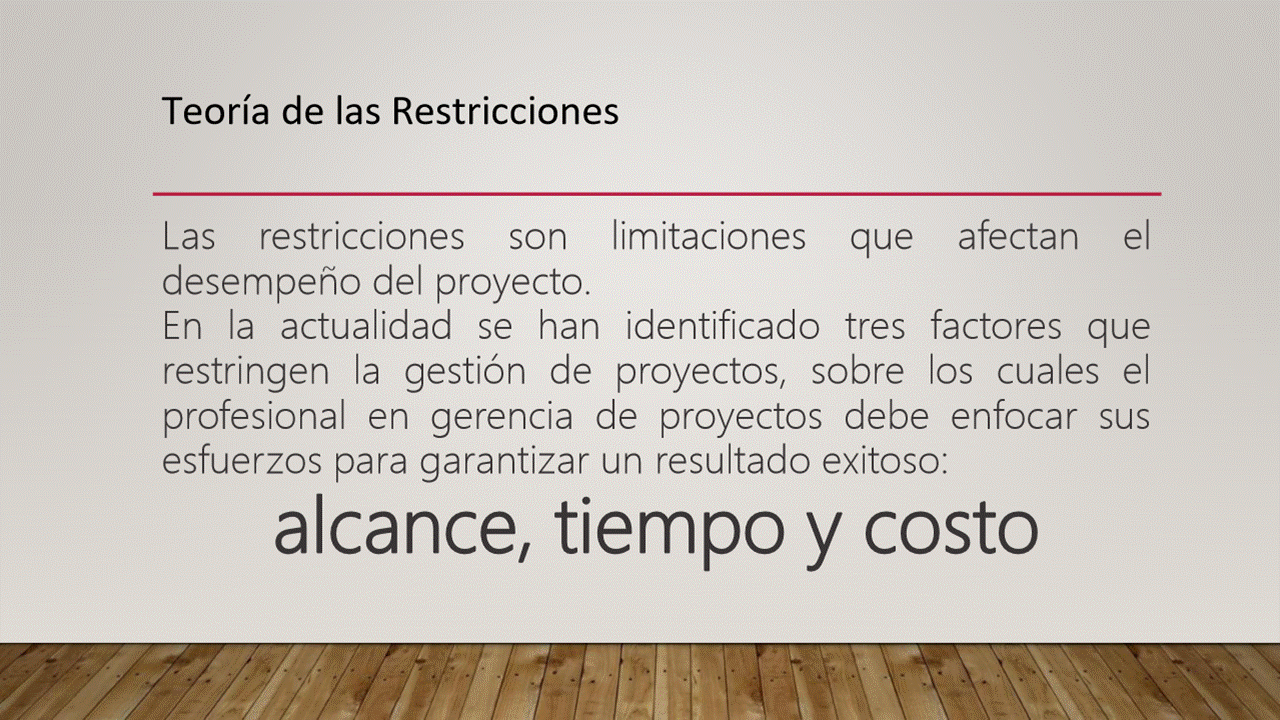 Teoría de las Restricciones
Las restricciones son limitaciones que afectan el
desempeño del proyecto.
En la actualidad se han identificado tres factores que
restringen la gestión de proyectos, sobre los cuales el
profesional en gerencia de proyectos debe enfocar sus
esfuerzos para garantizar un resultado exitoso:
alcance, tiempo y costo